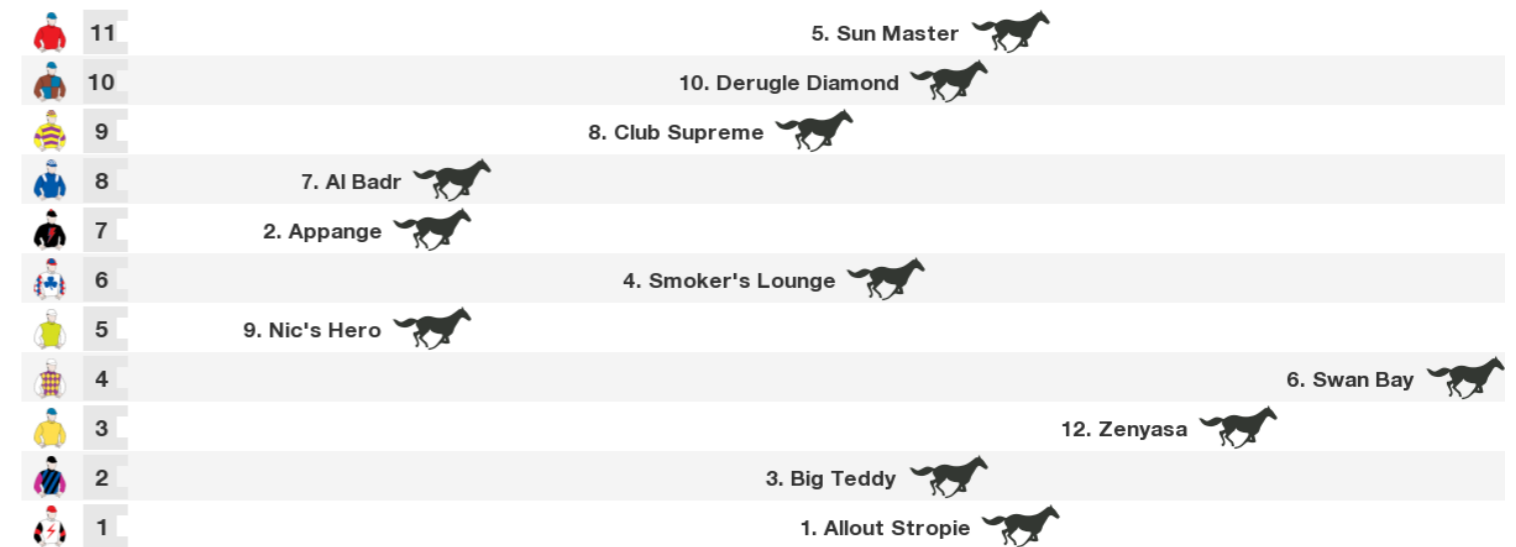 11 5. Sun Master
10 10. Derugle Diamond
9 8. Club Supreme
8 7. Al Badr
7 2. Appange
6 4. Smoker's Lounge
5 9. Nic's Hero
4 6. Swan Bay
3 12. Zenyasa
2 3. Big Teddy
1 1. Allout Stropie